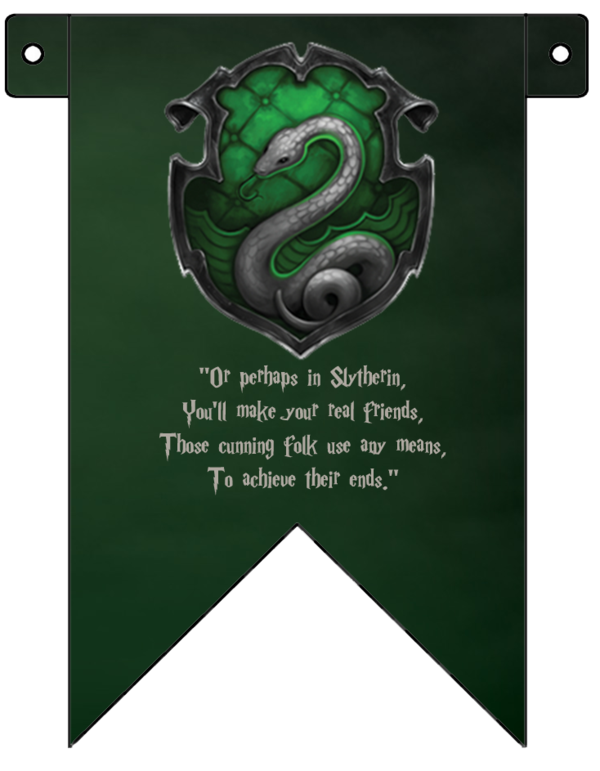 "Or perhaps in Slytherin,
You'll make your real friends,
Those cunning folk use any means,
To achieve their ends."